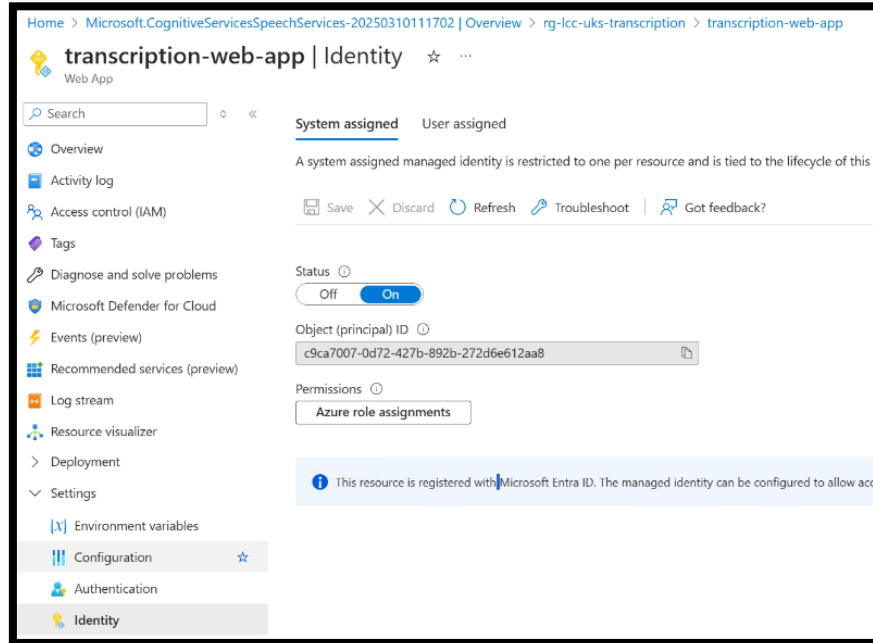 Home > Microsoft.CognitiveServicesSpeechServices-20250310111702 | Overview > rg-lcc-uks-transcription > transcription-web-app
transcription-web-app | Identity
Web App
Search
Overview
Activity log
Access control (IAM)
Tags
Diagnose and solve problems
Microsoft Defender for Cloud
Events (preview)
Recommended services (preview)
Log stream
Resource visualizer
Deployment
Settings
Environment variables
Configuration
Authentication
Identity
System assigned User assigned
A system assigned managed identity is restricted to one per resource and is tied to the lifecycle of this
Save Discard Refresh Troubleshoot Got feedback?
Status
Off On
Object (principal) ID
c9ca7007-0d72-427b-892b-272d6e612aa8
Permissions
Azure role assignments
This resource is registered with Microsoft Entra ID. The managed identity can be configured to allow acc